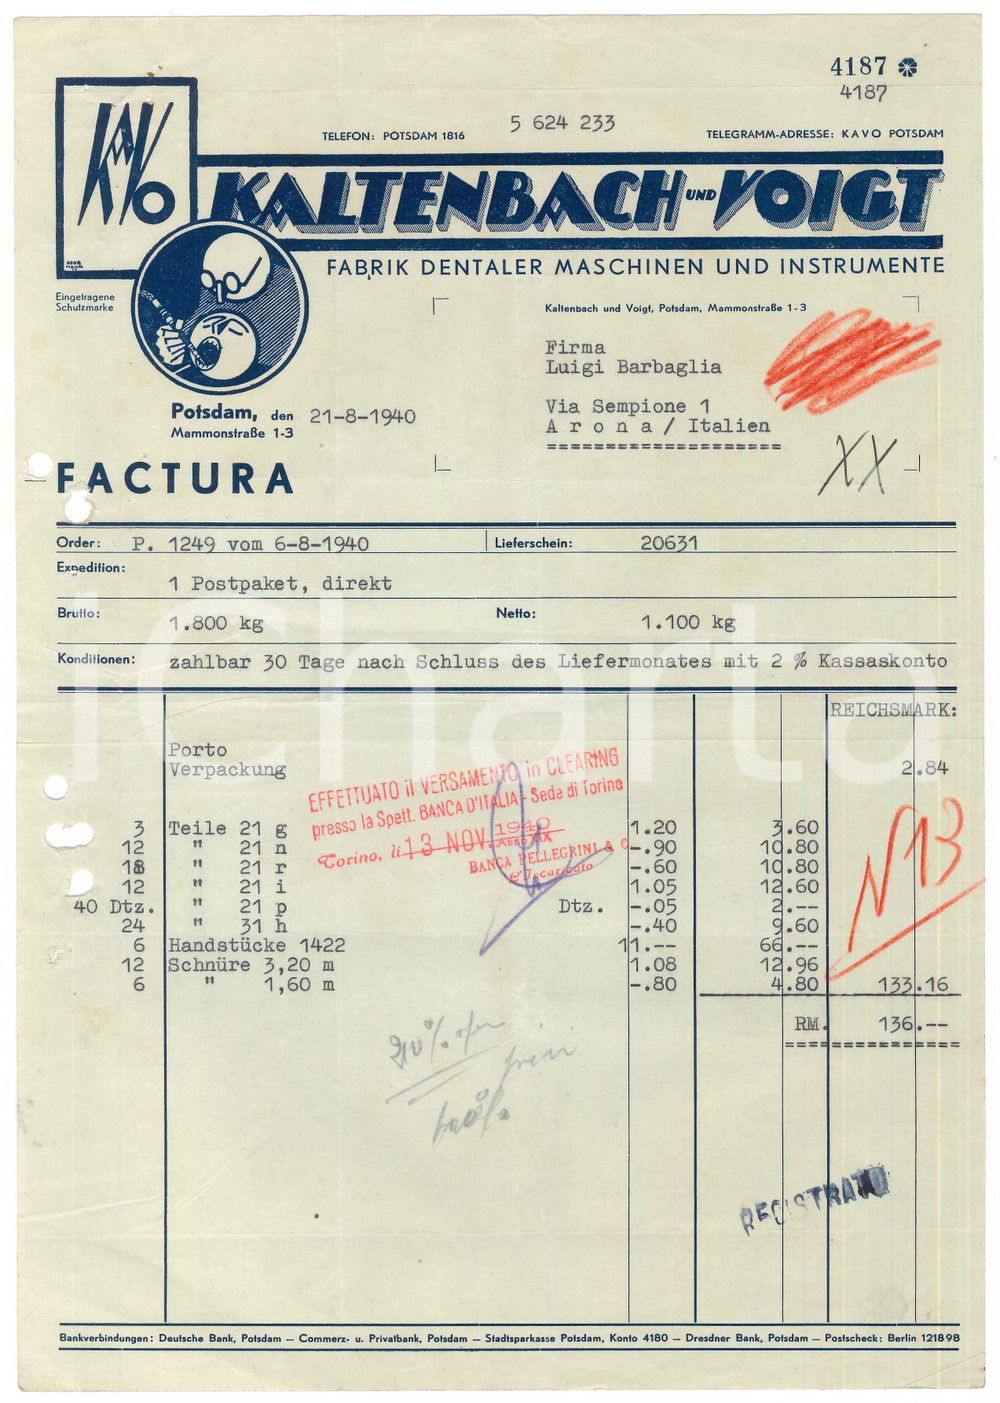 4187
4187
5 624 233
TELEFON: POTSDAM 1816
TELEGRAMM-ADRESSE: KAVO POTSDAM
KAVO
KALTENBACH UND VOIGT
FABRIK DENTALER MASCHINEN UND INSTRUMENTE
Eingetragene
Schutzmarke
Kaltenbach und Voigt, Potsdam, Mammonstraße 1-3
Firma
Luigi Barbaglia
Via Sempione 1
Arona / Italien
Potsdam, den 21-8-1940
Mammonstraße 1-3
XX
FACTURA
Order: P. 1249 vom 6-8-1940 Lieferschein: 20631
Expedition:
1 Postpaket, direkt
Brutto: 1.800 kg Netto: 1.100 kg
Konditionen: zahlbar 30 Tage nach Schluss des Liefermonates mit 2 % Kassaskonto
REICHSMARK:
Porto
Verpackung 2.84
EFFETTUATO il VERSAMENTO in CLEARING
presso la Spett. BANCA D'ITALIA - Sede di Torino
Torino, li 13 NOV. 1940 Anno XIX
BANCA PELLEGRINI & C
3 Teile 21 g 1.20 3.60
12 " 21 n -.90 10.80
18 " 21 r -.60 10.80
12 " 21 i 1.05 12.60
40 Dtz. " 21 p Dtz. -.05 2.--
24 " 31 h -.40 9.60
6 Handstücke 1422 11.-- 66.--
12 Schnüre 3,20 m 1.08 12.96
6 " 1,60 m -.80 4.80 133.16
N 13
RM. 136.--
REGISTRATO
Bankverbindungen: Deutsche Bank, Potsdam — Commerz- u. Privatbank, Potsdam — Stadtsparkasse Potsdam, Konto 4180 — Dresdner Bank, Potsdam — Postscheck: Berlin 121898
iCharta